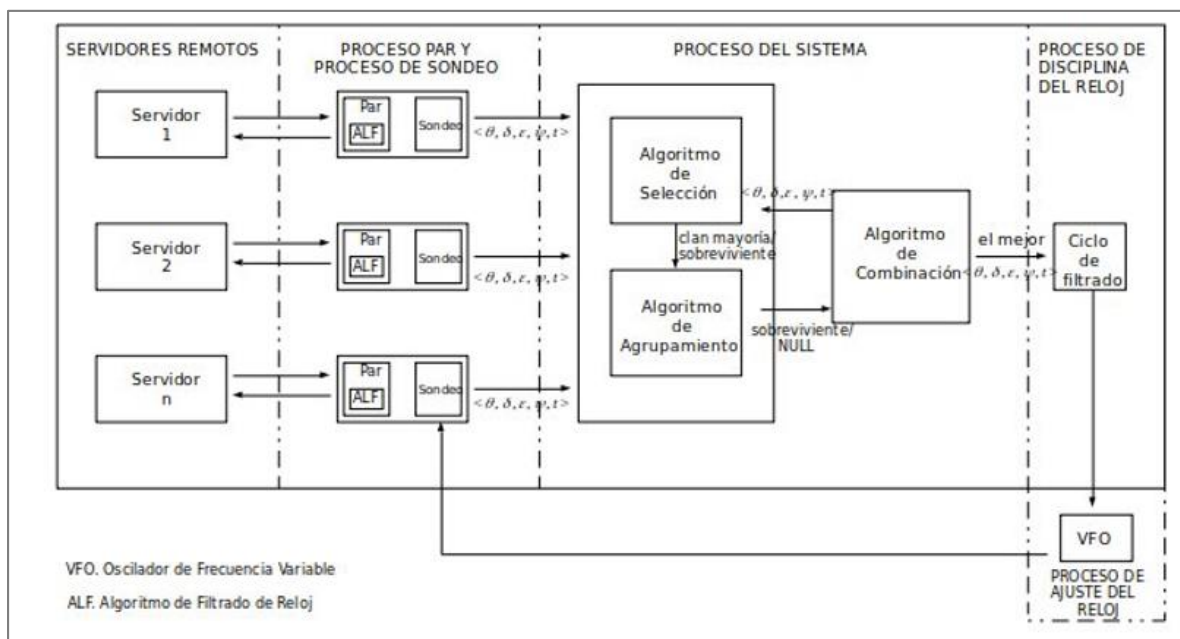 SERVIDORES REMOTOS
PROCESO PAR Y
PROCESO DE SONDEO
PROCESO DEL SISTEMA
PROCESO DE
DISCIPLINA
DEL RELOJ
Servidor
1
Par
ALF
Sondeo
<θ, δ, ε, ψ, t>
Servidor
2
Par
ALF
Sondeo
<θ, δ, ε, ψ, t>
Servidor
n
Par
ALF
Sondeo
<θ, δ, ε, ψ, t>
Algoritmo
de
Selección
<θ, δ, ε, ψ, t>
clan mayoría/
sobreviviente
Algoritmo
de
Agrupamiento
sobreviviente/
NULL
Algoritmo
de
Combinación
el mejor
<θ, δ, ε, ψ, t>
Ciclo
de
filtrado
VFO
PROCESO DE
AJUSTE DEL
RELOJ
VFO. Oscilador de Frecuencia Variable
ALF. Algoritmo de Filtrado de Reloj